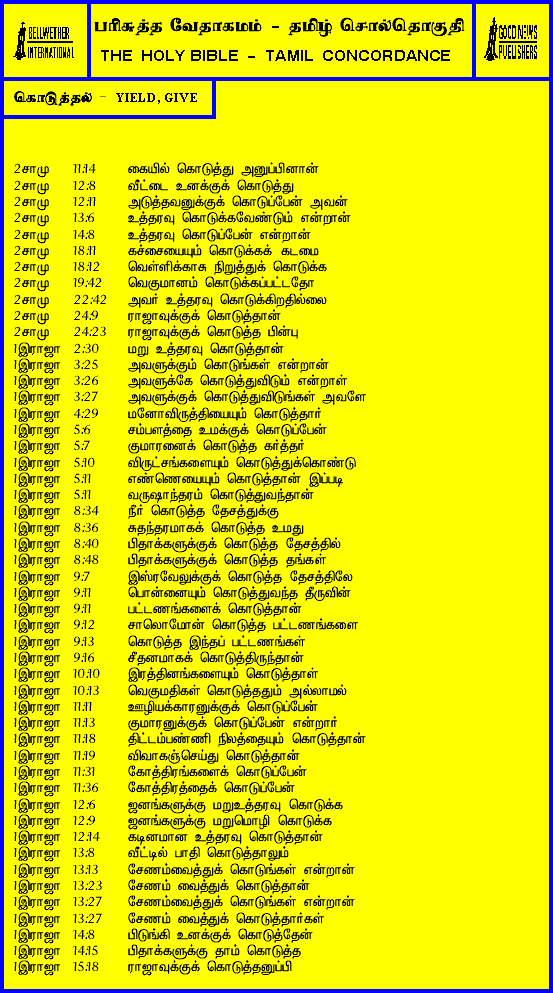 BELLWETHER
INTERNATIONAL
பரிசுத்த வேதாகமம் - தமிழ் சொல்தொகுதி
THE HOLY BIBLE - TAMIL CONCORDANCE
GOOD NEWS
PUBLISHERS
கொடுத்தல் - YIELD, GIVE
2சாமு 11:14 கையில் கொடுத்து அனுப்பினான்
2சாமு 12:8 வீட்டை உனக்குக் கொடுத்து
2சாமு 12:11 அடுத்தவனுக்குக் கொடுப்பேன் அவன்
2சாமு 13:6 உத்தரவு கொடுக்கவேண்டும் என்றான்
2சாமு 14:8 உத்தரவு கொடுப்பேன் என்றான்
2சாமு 18:11 கச்சையையும் கொடுக்கக் கடமை
2சாமு 18:12 வெள்ளிக்காசு நிறுத்துக் கொடுக்க
2சாமு 19:42 வெகுமானம் கொடுக்கப்பட்டதோ
2சாமு 22:42 அவர் உத்தரவு கொடுக்கிறதில்லை
2சாமு 24:9 ராஜாவுக்குக் கொடுத்தான்
2சாமு 24:23 ராஜாவுக்குக் கொடுத்த பின்பு
1இராஜா 2:30 மறு உத்தரவு கொடுத்தான்
1இராஜா 3:25 அவளுக்கும் கொடுங்கள் என்றான்
1இராஜா 3:26 அவளுக்கே கொடுத்துவிடும் என்றாள்
1இராஜா 3:27 அவளுக்குக் கொடுத்துவிடுங்கள் அவளே
1இராஜா 4:29 மனோவிருத்தியையும் கொடுத்தார்
1இராஜா 5:6 சம்பளத்தை உமக்குக் கொடுப்பேன்
1இராஜா 5:7 குமாரனைக் கொடுத்த கர்த்தர்
1இராஜா 5:10 விருட்சங்களையும் கொடுத்துக்கொண்டு
1இராஜா 5:11 எண்ணெயையும் கொடுத்தான் இப்படி
1இராஜா 5:11 வருஷாந்தரம் கொடுத்துவந்தான்
1இராஜா 8:34 நீர் கொடுத்த தேசத்துக்கு
1இராஜா 8:36 சுதந்தரமாகக் கொடுத்த உமது
1இராஜா 8:40 பிதாக்களுக்குக் கொடுத்த தேசத்தில்
1இராஜா 8:48 பிதாக்களுக்குக் கொடுத்த தங்கள்
1இராஜா 9:7 இஸ்ரவேலுக்குக் கொடுத்த தேசத்திலே
1இராஜா 9:11 பொன்னையும் கொடுத்துவந்த தீருவின்
1இராஜா 9:11 பட்டணங்களைக் கொடுத்தான்
1இராஜா 9:12 சாலொமோன் கொடுத்த பட்டணங்களை
1இராஜா 9:13 கொடுத்த இந்தப் பட்டணங்கள்
1இராஜா 9:16 சீதனமாகக் கொடுத்திருந்தான்
1இராஜா 10:10 இரத்தினங்களையும் கொடுத்தாள்
1இராஜா 10:13 வெகுமதிகள் கொடுத்ததும் அல்லாமல்
1இராஜா 11:11 ஊழியக்காரனுக்குக் கொடுப்பேன்
1இராஜா 11:13 குமாரனுக்குக் கொடுப்பேன் என்றார்
1இராஜா 11:18 திட்டம்பண்ணி நிலத்தையும் கொடுத்தான்
1இராஜா 11:19 விவாகஞ்செய்து கொடுத்தான்
1இராஜா 11:31 கோத்திரங்களைக் கொடுப்பேன்
1இராஜா 11:36 கோத்திரத்தைக் கொடுப்பேன்
1இராஜா 12:6 ஜனங்களுக்கு மறுஉத்தரவு கொடுக்க
1இராஜா 12:9 ஜனங்களுக்கு மறுமொழி கொடுக்க
1இராஜா 12:14 கடினமான உத்தரவு கொடுத்தான்
1இராஜா 13:8 வீட்டில் பாதி கொடுத்தாலும்
1இராஜா 13:13 சேணம்வைத்துக் கொடுங்கள் என்றான்
1இராஜா 13:23 சேணம் வைத்துக் கொடுத்தான்
1இராஜா 13:27 சேணம்வைத்துக் கொடுங்கள் என்றான்
1இராஜா 13:27 சேணம் வைத்துக் கொடுத்தார்கள்
1இராஜா 14:8 பிடுங்கி உனக்குக் கொடுத்தேன்
1இராஜா 14:15 பிதாக்களுக்கு தாம் கொடுத்த
1இராஜா 15:18 ராஜாவுக்குக் கொடுத்தனுப்பி